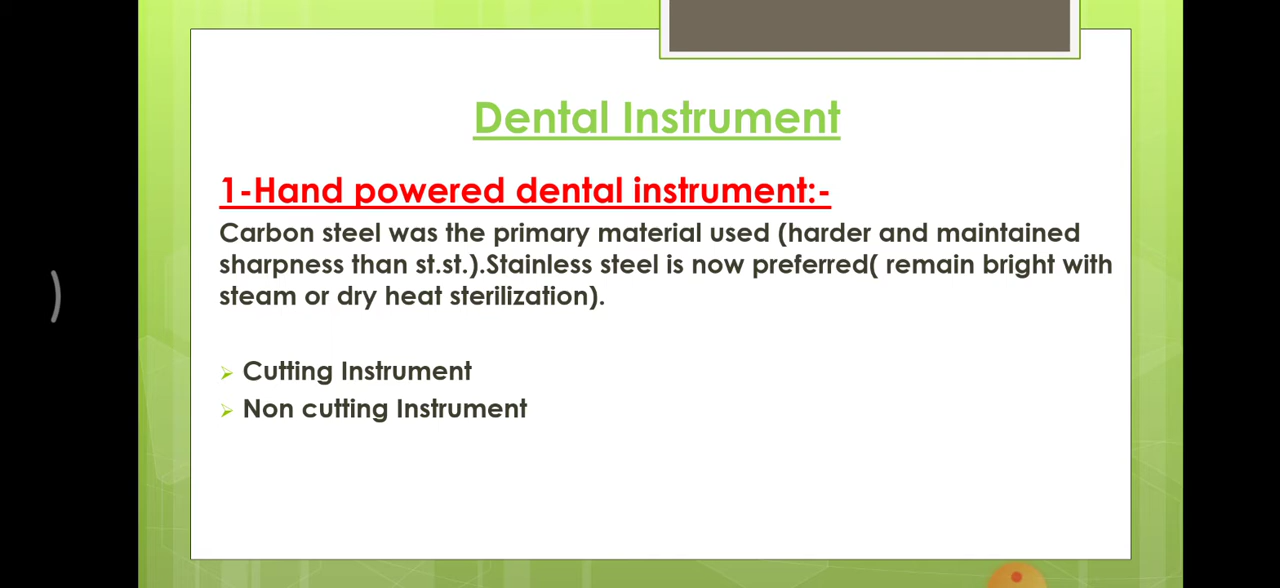 Dental Instrument
1-Hand powered dental instrument:-
Carbon steel was the primary material used (harder and maintained
sharpness than st.st.).Stainless steel is now preferred( remain bright with
steam or dry heat sterilization).
Cutting Instrument
Non cutting Instrument